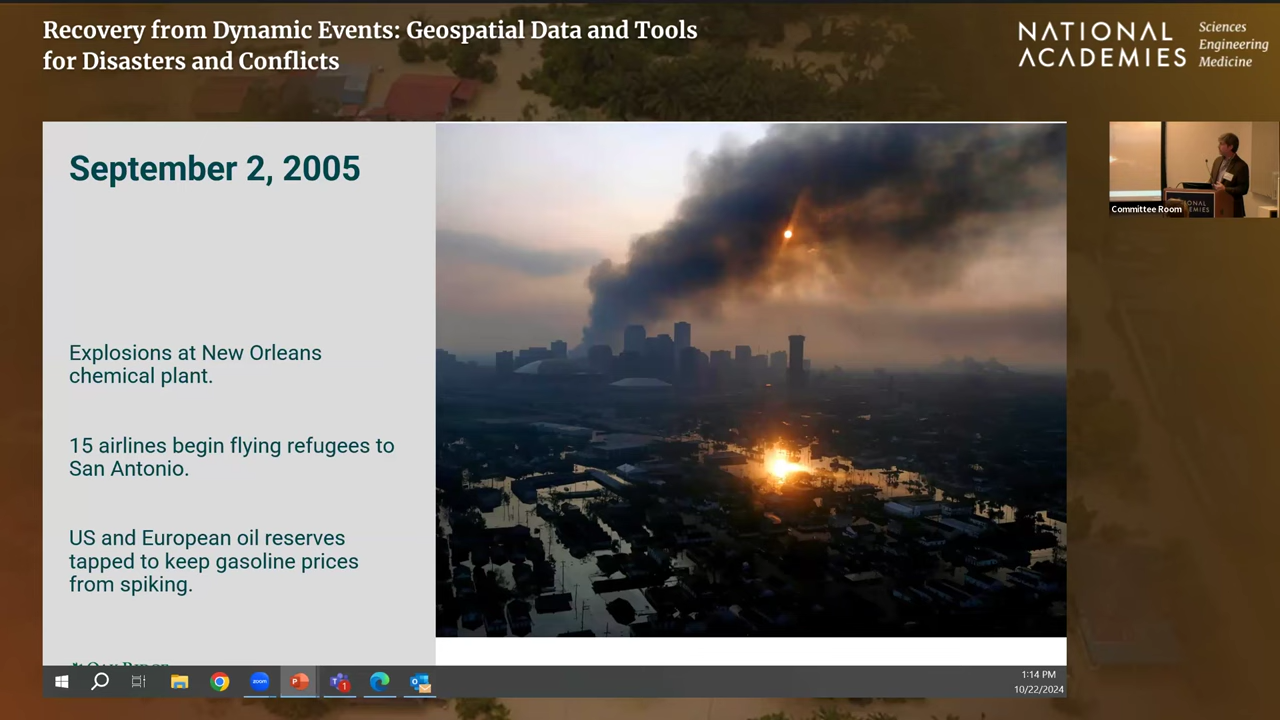 Recovery from Dynamic Events: Geospatial Data and Tools
for Disasters and Conflicts
NATIONAL
ACADEMIES
Sciences
Engineering
Medicine
September 2, 2005
Explosions at New Orleans
chemical plant.
15 airlines begin flying refugees to
San Antonio.
US and European oil reserves
tapped to keep gasoline prices
from spiking.
Committee Room
1:14 PM
10/22/2024